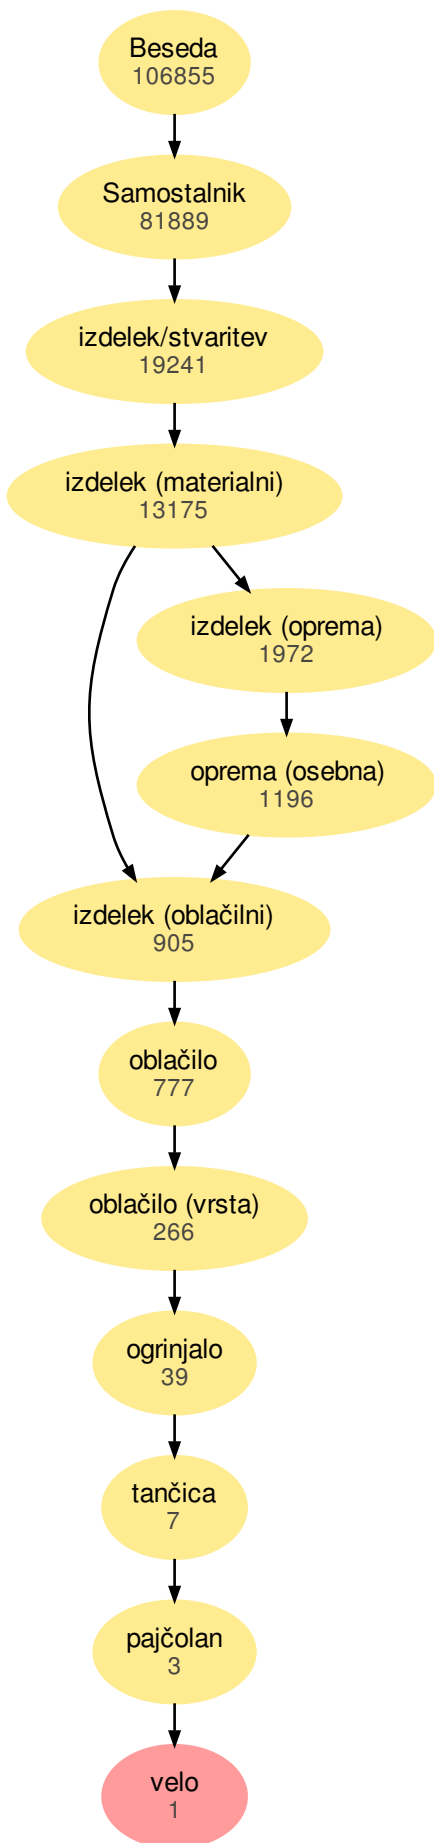 Beseda
106855
Samostalnik
81889
izdelek/stvaritev
19241
izdelek (materialni)
13175
izdelek (oprema)
1972
oprema (osebna)
1196
izdelek (oblačilni)
905
oblačilo
777
oblačilo (vrsta)
266
ogrinjalo
39
tančica
7
pajčolan
3
velo
1